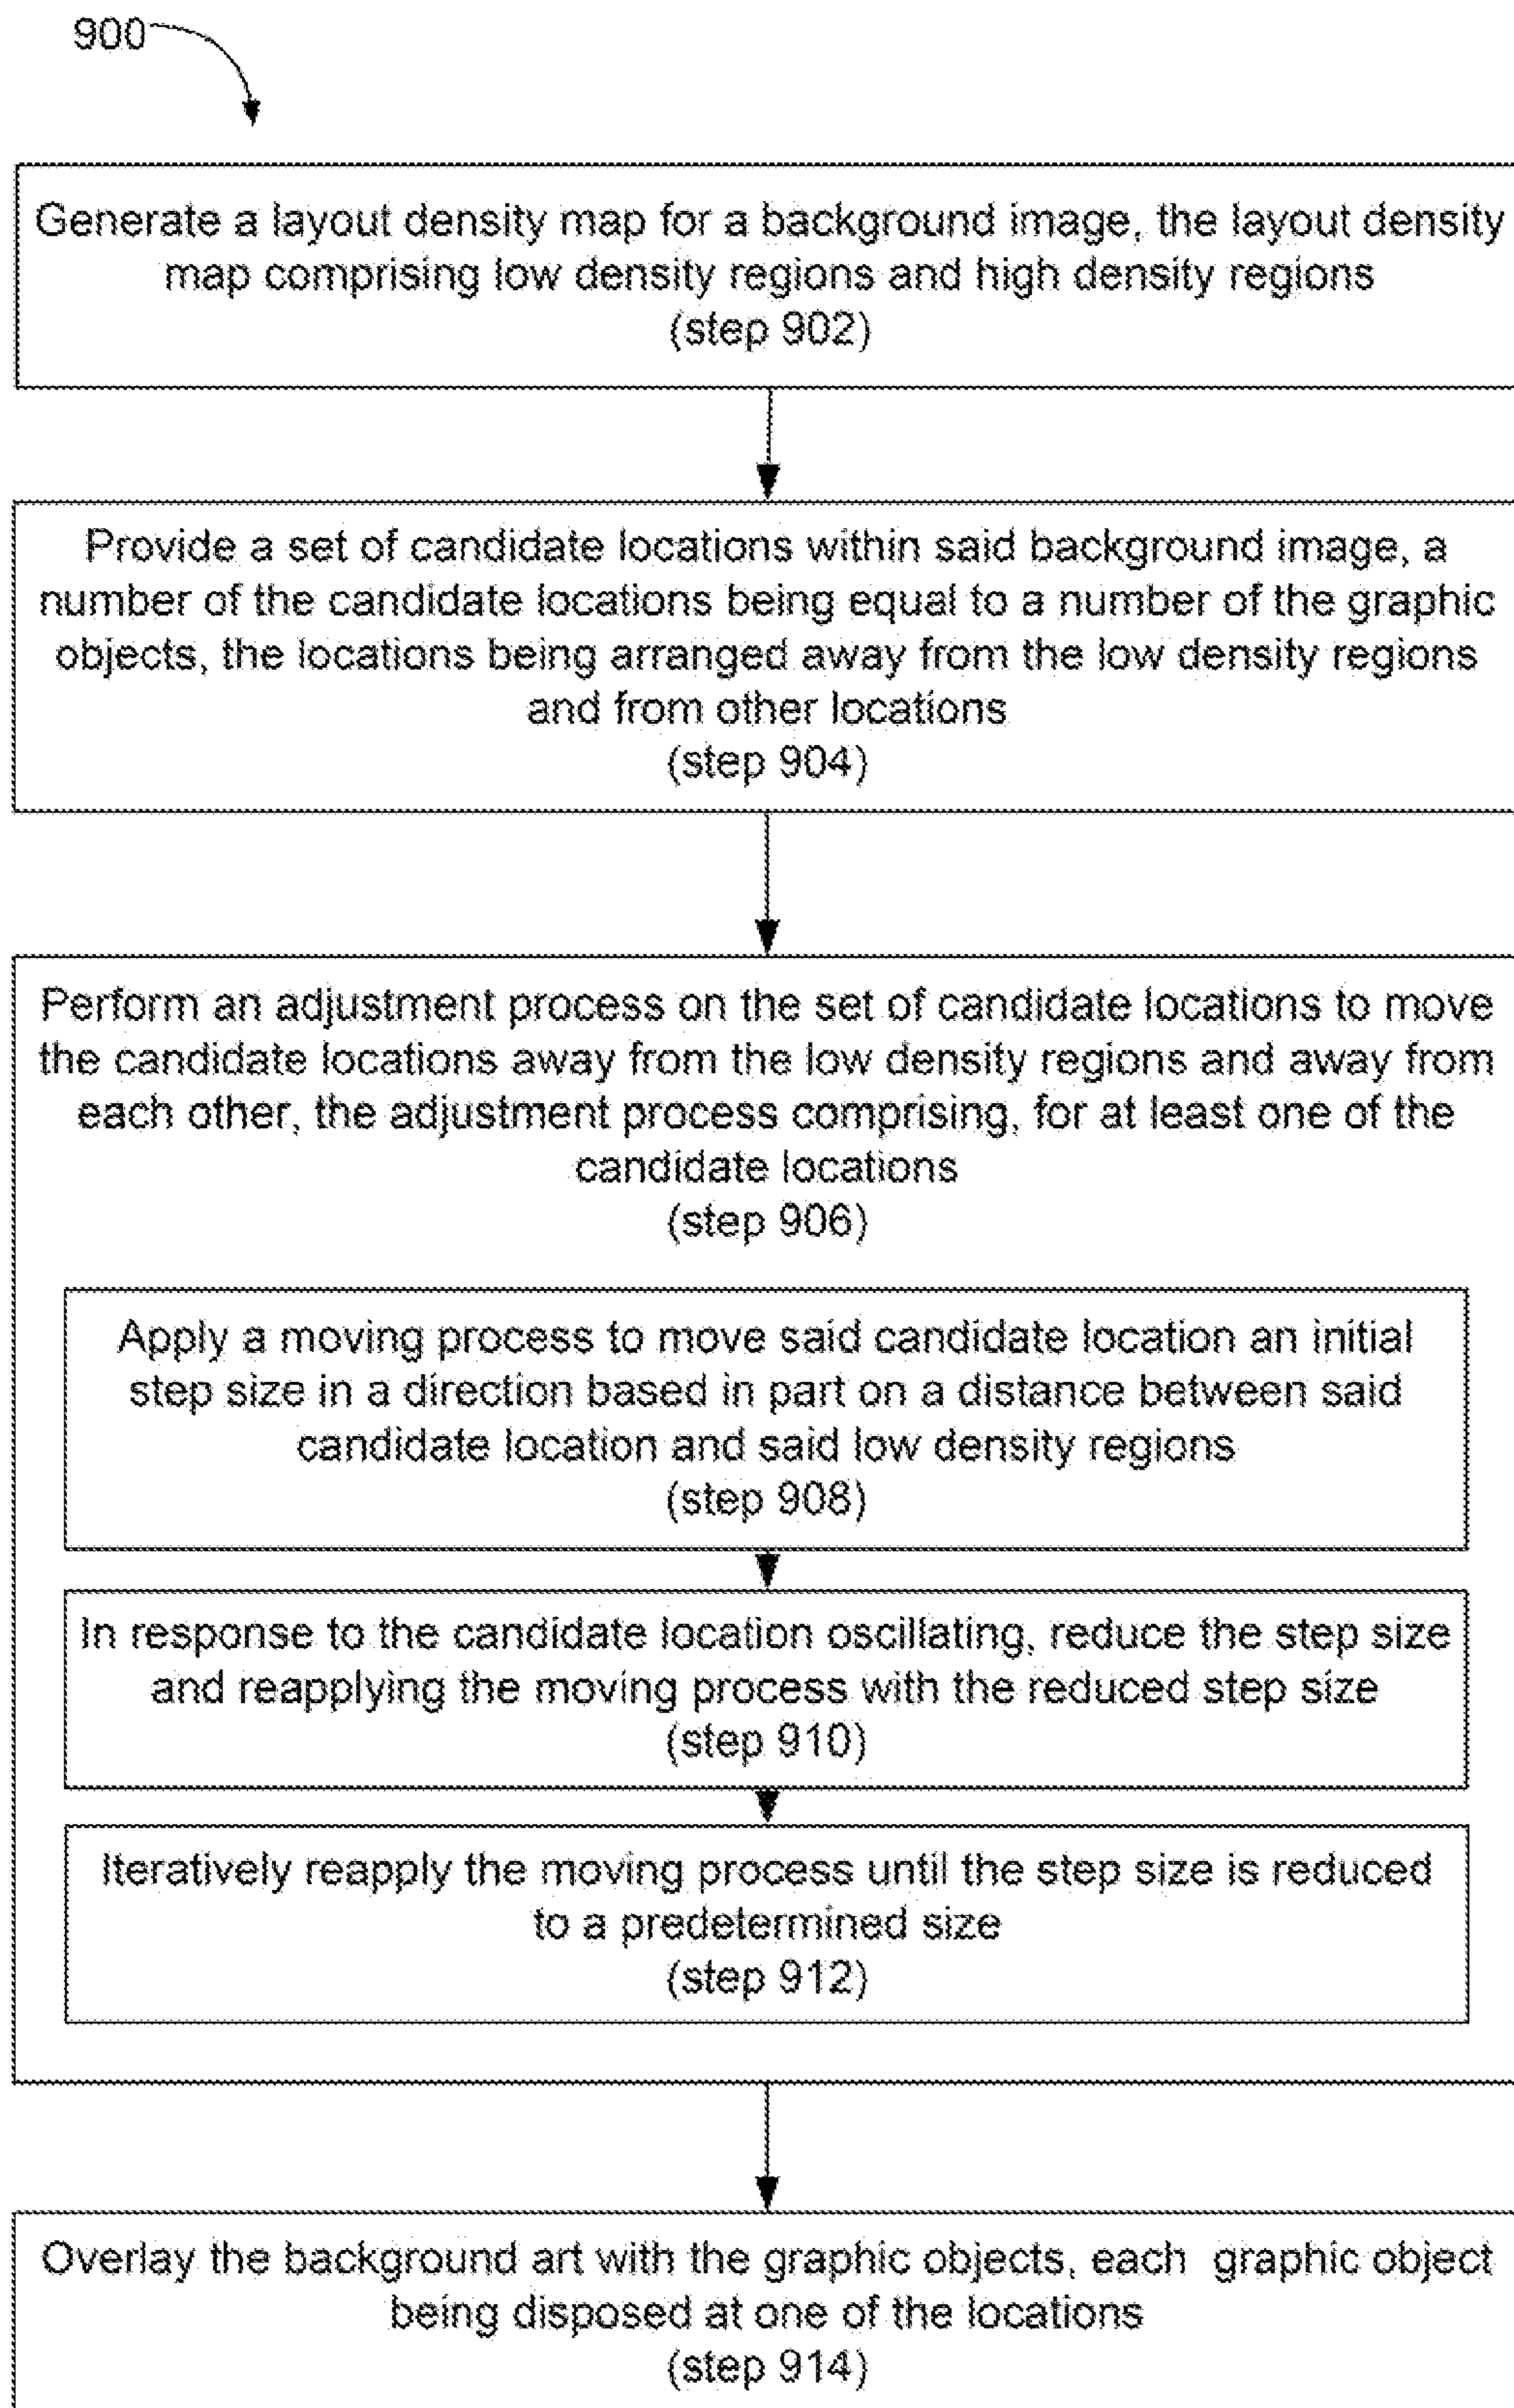 900
Generate a layout density map for a background image, the layout density
map comprising low density regions and high density regions
(step 902)
Provide a set of candidate locations within said background image, a
number of the candidate locations being equal to a number of the graphic
objects, the locations being arranged away from the low density regions
and from other locations
(step 904)
Perform an adjustment process on the set of candidate locations to move
the candidate locations away from the low density regions and away from
each other, the adjustment process comprising, for at least one of the
candidate locations
(step 906)
Apply a moving process to move said candidate location an initial
step size in a direction based in part on a distance between said
candidate location and said low density regions
(step 908)
In response to the candidate location oscillating, reduce the step size
and reapplying the moving process with the reduced step size
(step 910)
Iteratively reapply the moving process until the step size is reduced
to a predetermined size
(step 912)
Overlay the background art with the graphic objects, each graphic object
being disposed at one of the locations
(step 914)